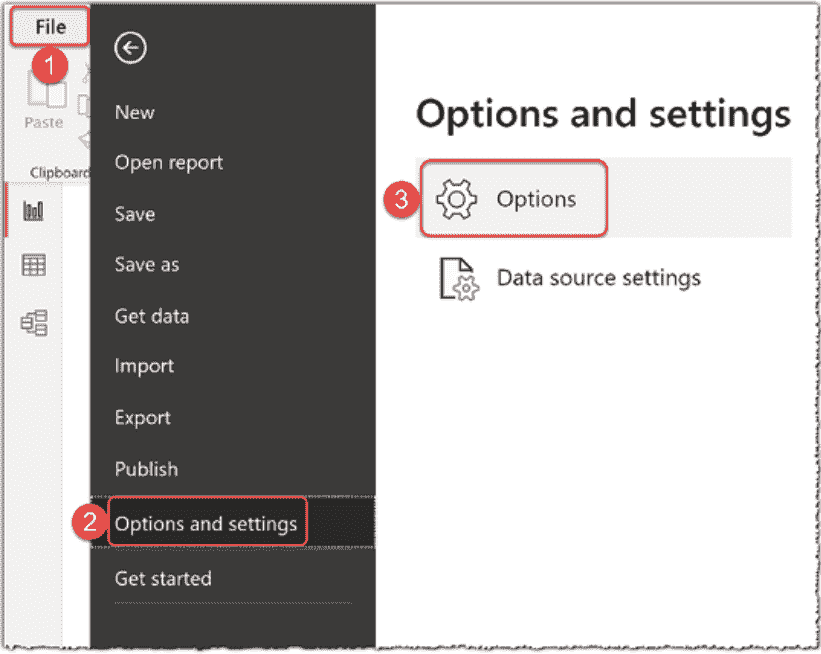 File
1
Paste
Clipboard
New
Open report
Save
Save as
Get data
Import
Export
Publish
2
Options and settings
Get started
Options and settings
3
Options
Data source settings